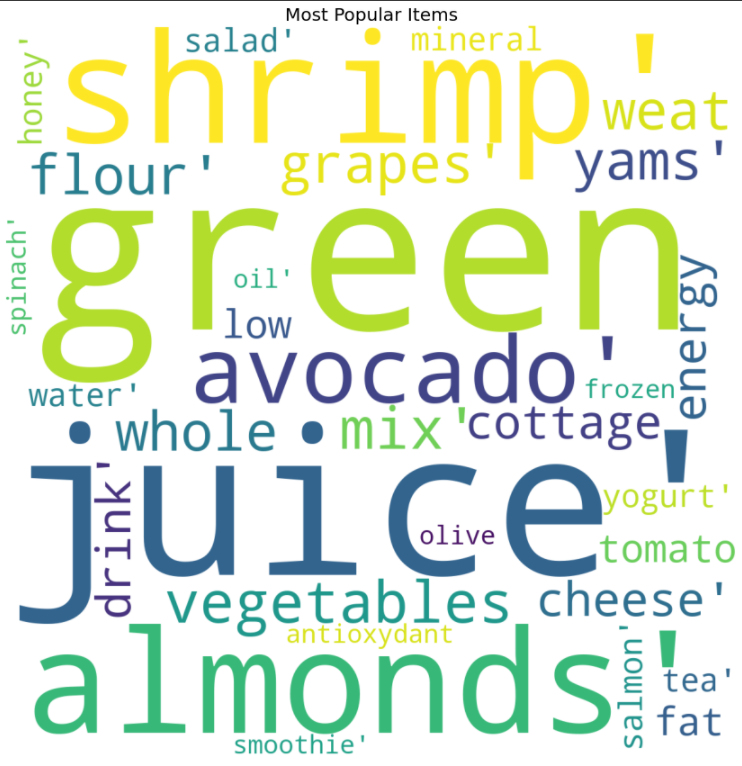 Most Popular Items
salad'
mineral
honey'
shrimp'
weat
flour'
grapes'
yams'
green
spinach'
oil'
low
energy
avocado'
water'
frozen
whole
mix'
cottage
juice'
drink'
yogurt'
olive
tomato
vegetables
cheese'
antioxydant
almonds'
salmon'
tea'
fat
smoothie'